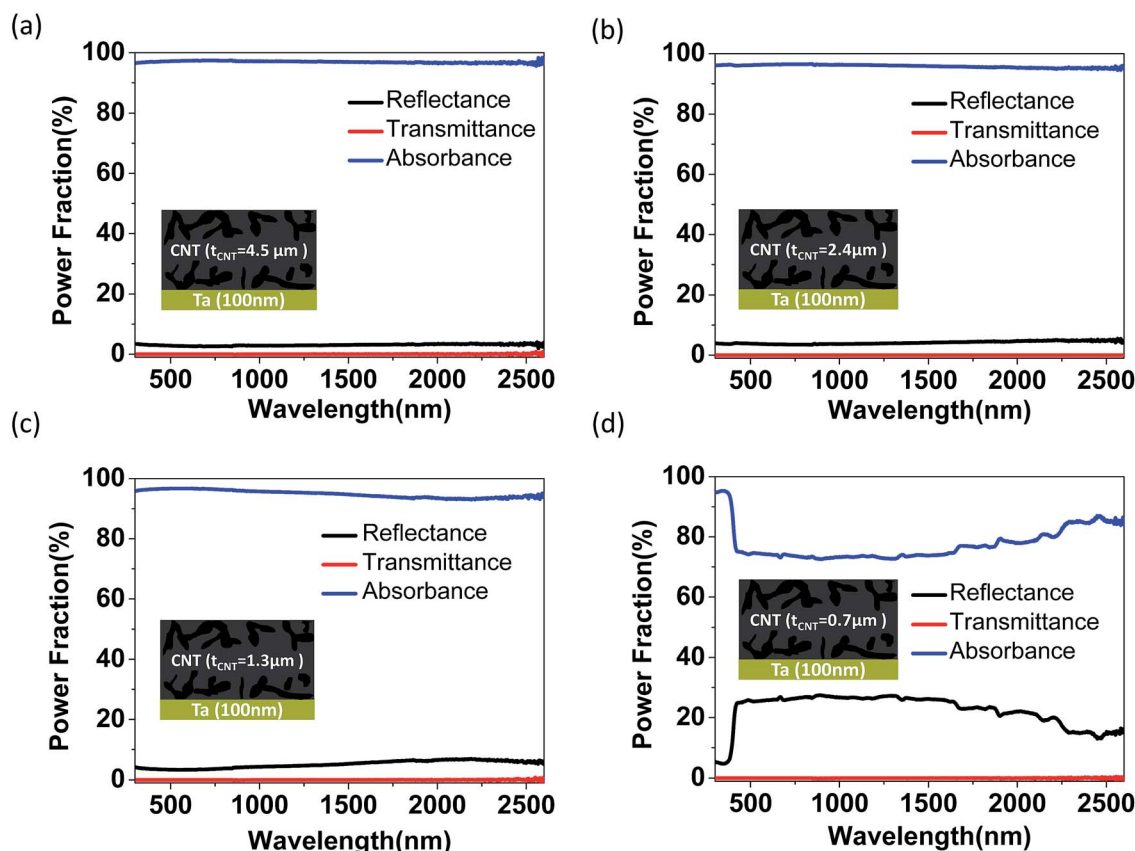 (a)
100
80
60
40
20
0
Power Fraction(%)
Reflectance
Transmittance
Absorbance
CNT (tCNT=4.5 μm )
Ta (100nm)
500 1000 1500 2000 2500
Wavelength(nm)
(b)
100
80
60
40
20
0
Power Fraction(%)
Reflectance
Transmittance
Absorbance
CNT (tCNT=2.4μm )
Ta (100nm)
500 1000 1500 2000 2500
Wavelength(nm)
(c)
100
80
60
40
20
0
Power Fraction(%)
Reflectance
Transmittance
Absorbance
CNT (tCNT=1.3μm )
Ta (100nm)
500 1000 1500 2000 2500
Wavelength(nm)
(d)
100
80
60
40
20
0
Power Fraction(%)
CNT (tCNT=0.7μm )
Ta (100nm)
Reflectance
Transmittance
Absorbance
500 1000 1500 2000 2500
Wavelength(nm)